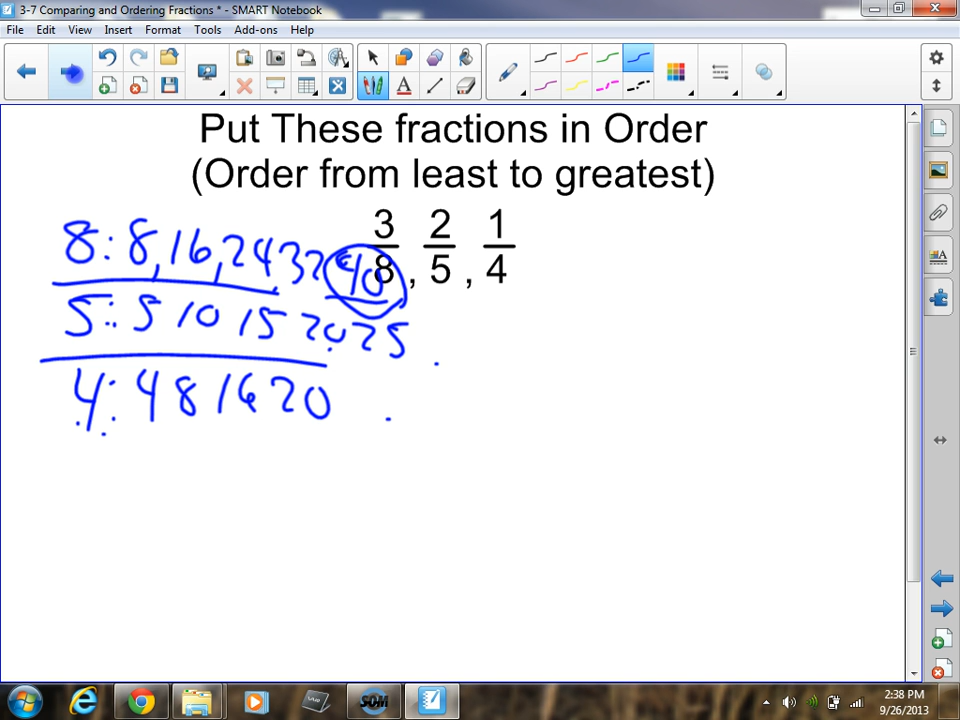 3-7 Comparing and Ordering Fractions * - SMART Notebook
File Edit View Insert Format Tools Add-ons Help
Put These fractions in Order
(Order from least to greatest)
3/8 , 2/5 , 1/4
8: 8,16,24,32 40
5: 5 10 15 20 25
4: 4 8 16 20
2:38 PM
9/26/2013